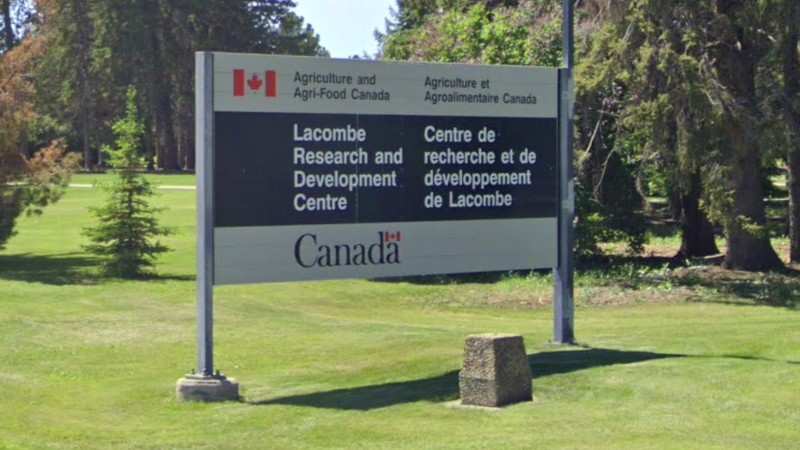 Agriculture and
Agri-Food Canada
Agriculture et
Agroalimentaire Canada
Lacombe
Research and
Development
Centre
Centre de
recherche et de
développement
de Lacombe
Canada